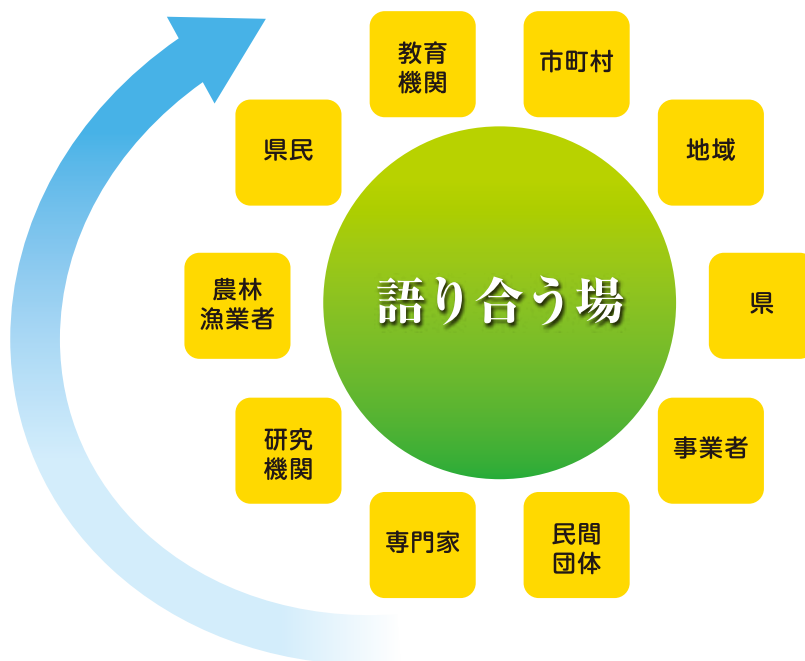 教育
機関
市町村
県民
地域
農林
漁業者
語り合う場
県
研究
機関
事業者
専門家
民間
団体